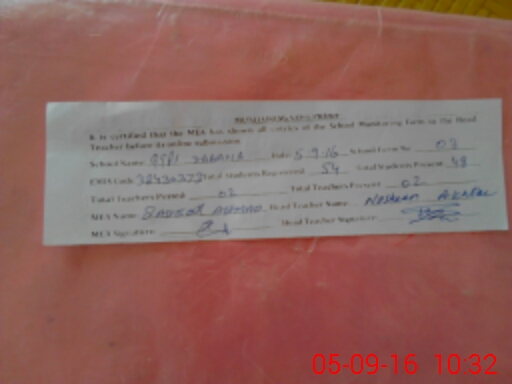 It is certified that the MEA has shown all entries of the School Monitoring Form to the Head
Teacher before its online submission
School Name GGPS Date 5-9-16 School Form No 03
EMIS Code Total Students Registered 54 Total Students Present 48
Total Teachers Posted 02 Total Teachers Present 02
MEA Name AHMAD Head Teacher Name Nosheen Akhtar
MEA Signature Head Teacher Signature
05-09-16 10:32